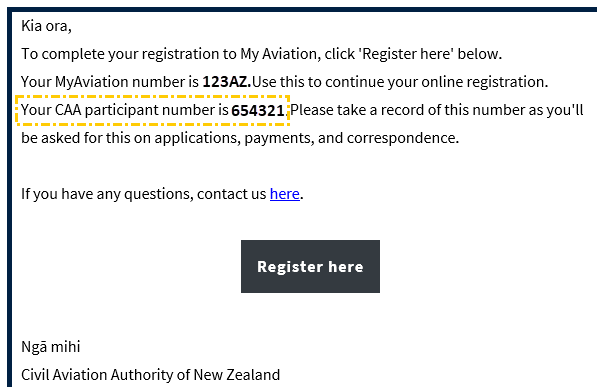 Kia ora,
To complete your registration to My Aviation, click 'Register here' below.
Your MyAviation number is 123AZ.Use this to continue your online registration.
Your CAA participant number is 654321.Please take a record of this number as you'll
be asked for this on applications, payments, and correspondence.
If you have any questions, contact us here.
Register here
Ngā mihi
Civil Aviation Authority of New Zealand